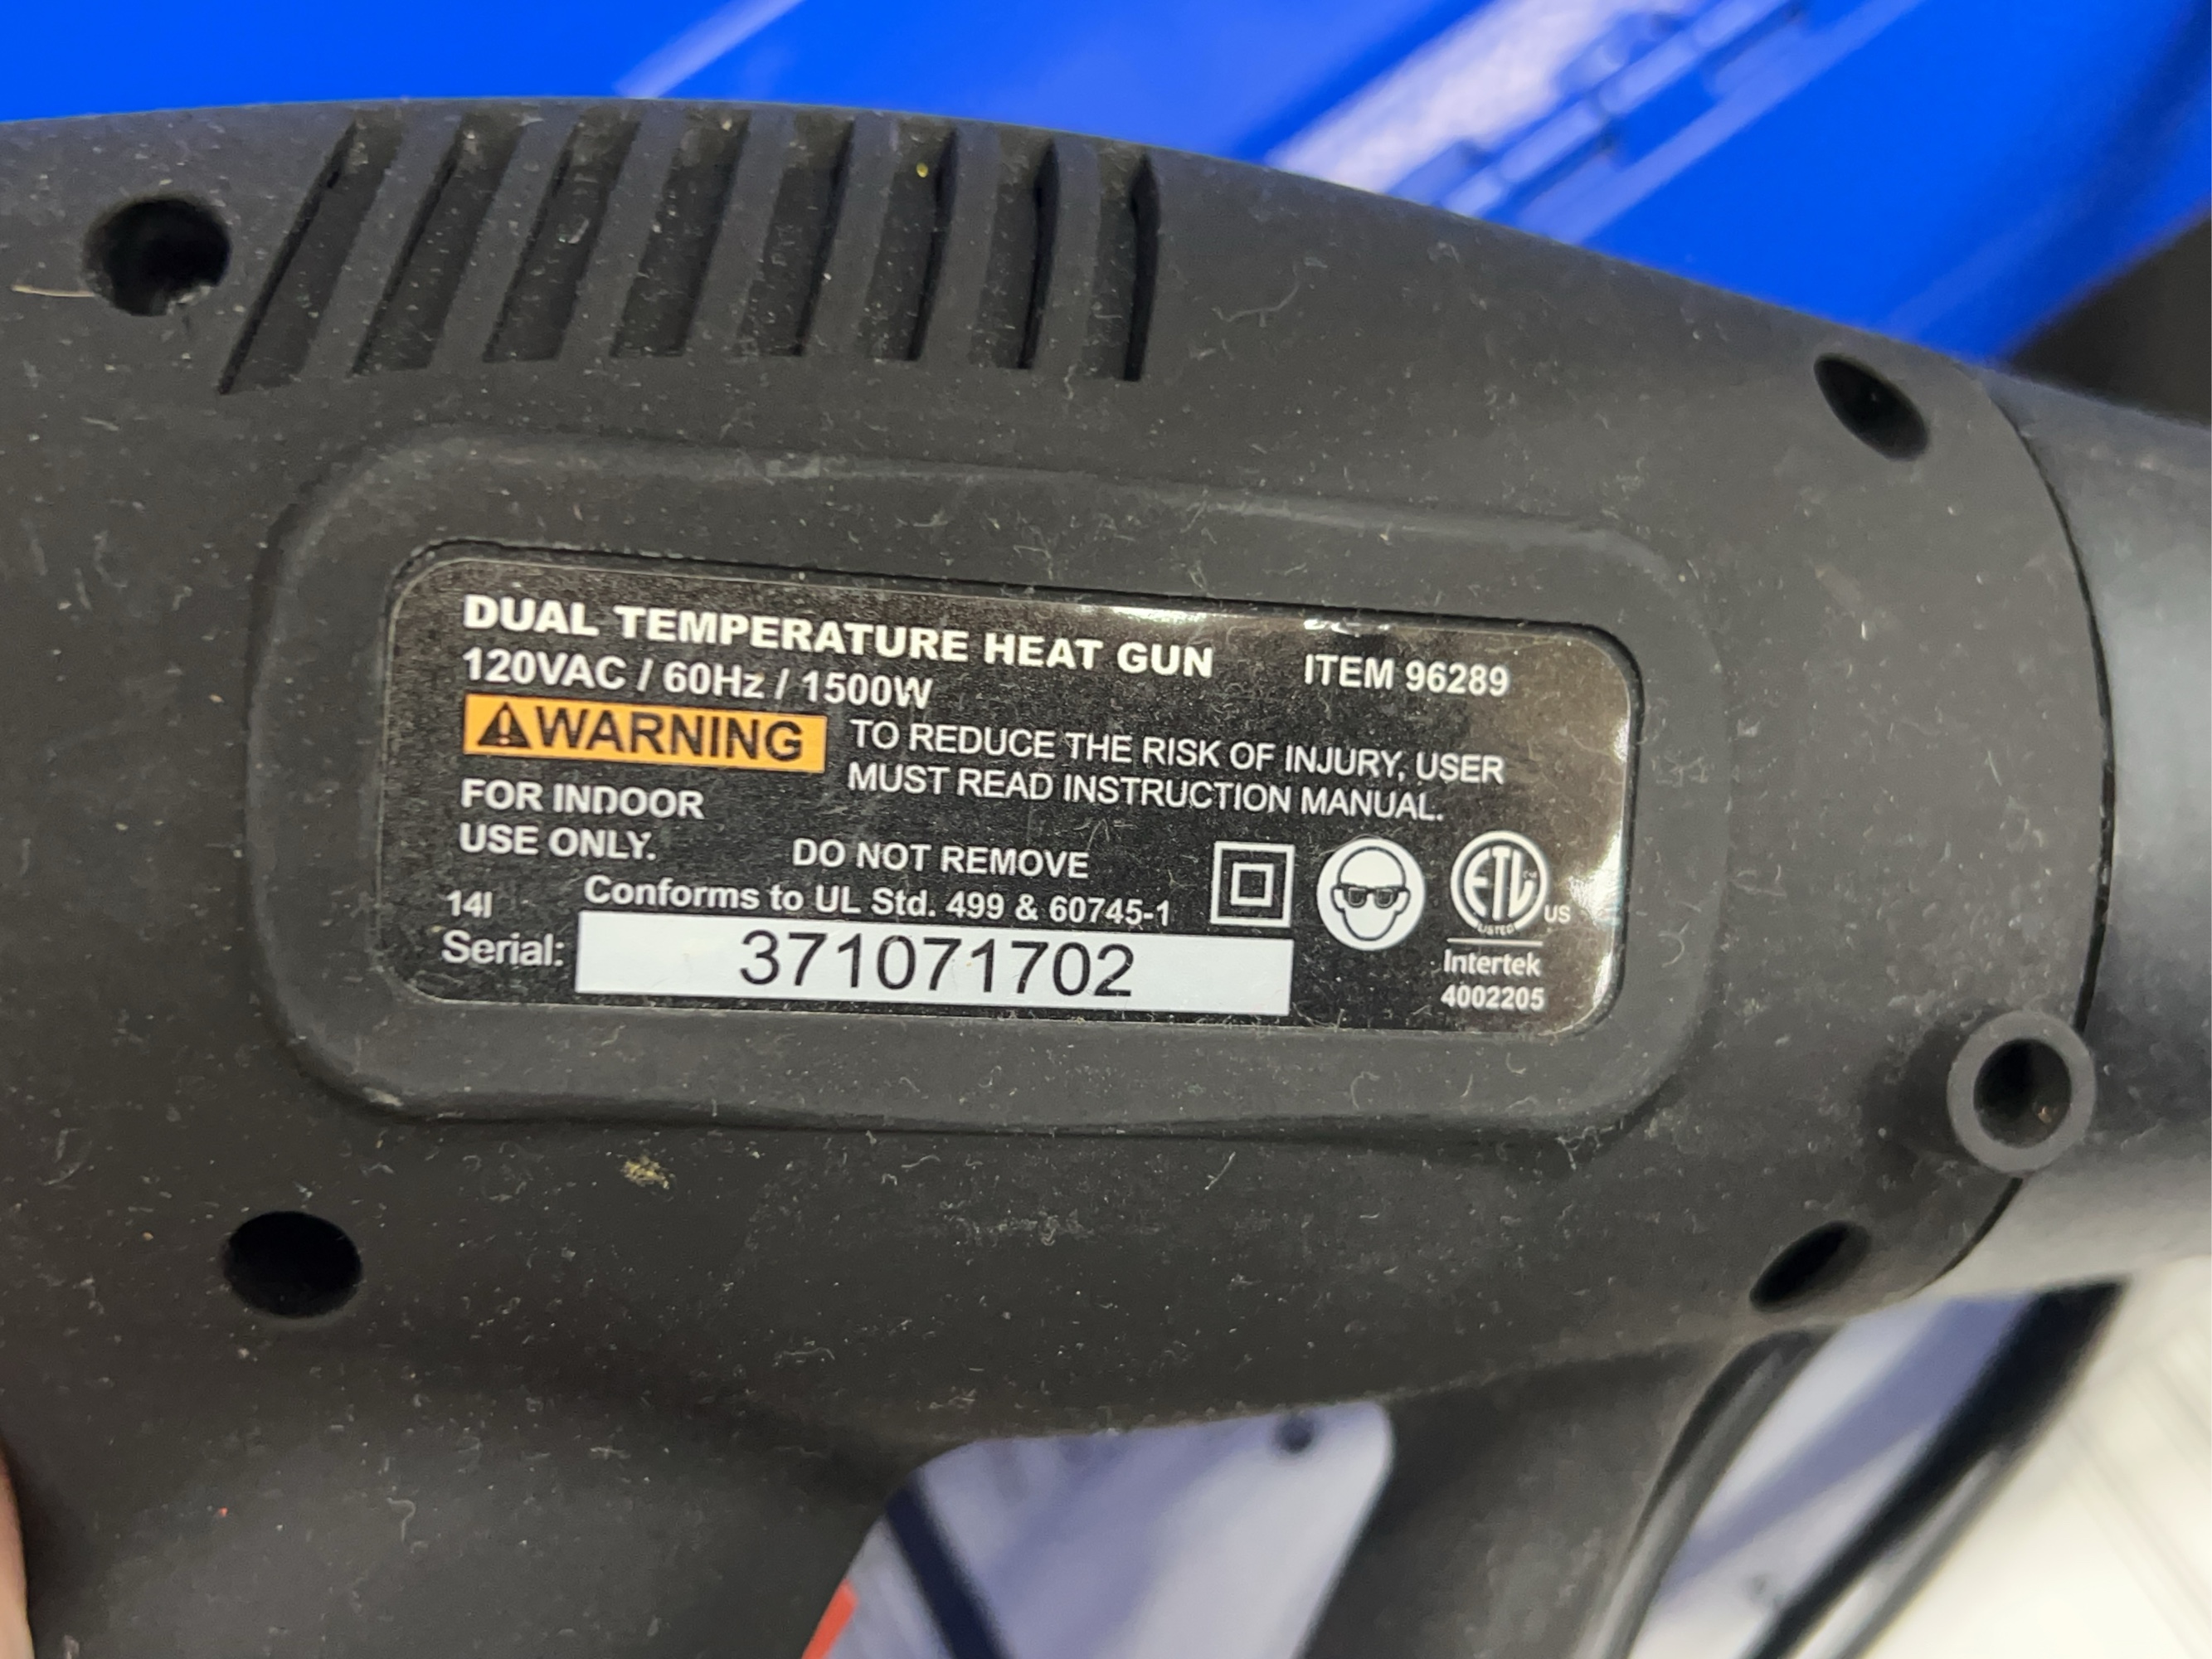 DUAL TEMPERATURE HEAT GUN ITEM 96289
120VAC / 60Hz / 1500W
WARNING TO REDUCE THE RISK OF INJURY, USER
MUST READ INSTRUCTION MANUAL.
FOR INDOOR
USE ONLY.
DO NOT REMOVE
Conforms to UL Std. 499 & 60745-1
14I
Serial: 371071702
ETL
LISTED
US
Intertek
4002205